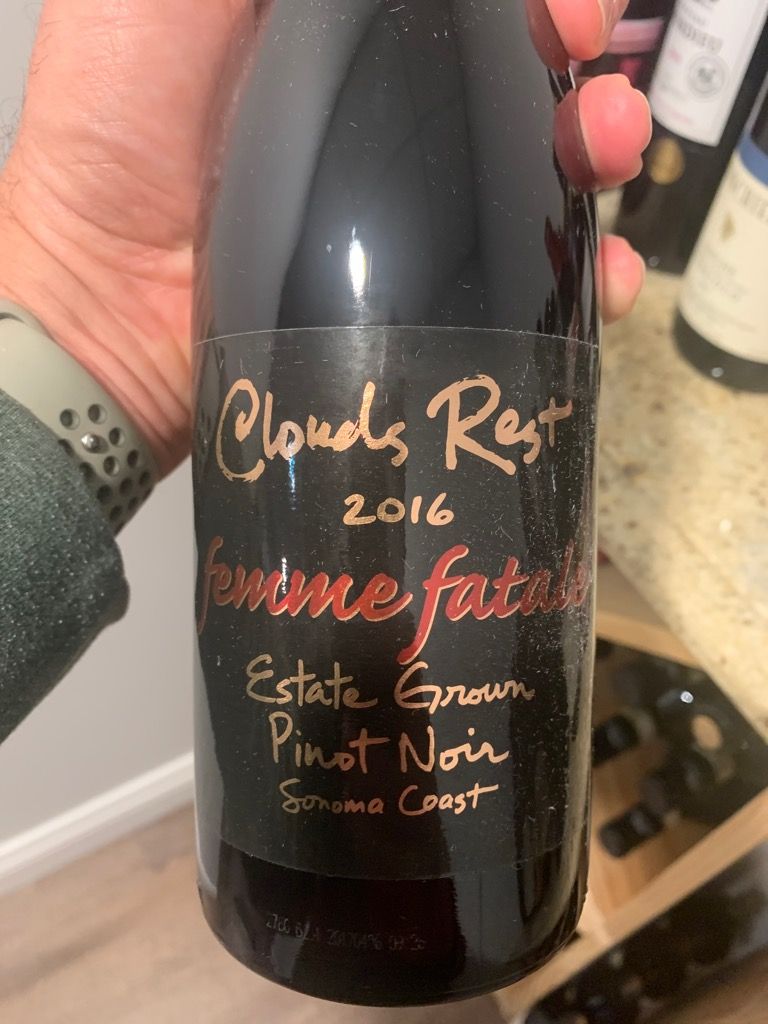 Clouds Rest
2016
femme fatale
Estate Grown
Pinot Noir
Sonoma Coast